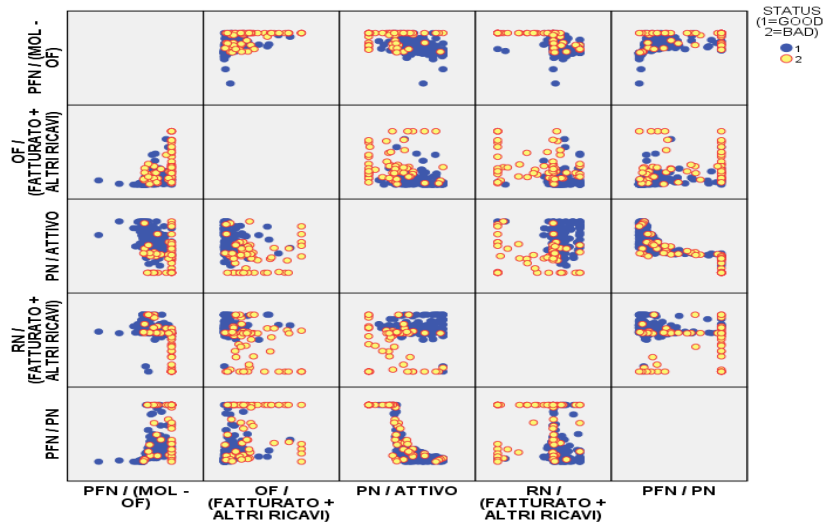 STATUS
(1=GOOD
2=BAD)
1
2
PFN / (MOL -
OF)
OF /
(FATTURATO +
ALTRI RICAVI)
PN / ATTIVO
RN /
(FATTURATO +
ALTRI RICAVI)
PFN / PN
PFN / (MOL -
OF)
OF /
(FATTURATO +
ALTRI RICAVI)
PN / ATTIVO
RN /
(FATTURATO +
ALTRI RICAVI)
PFN / PN